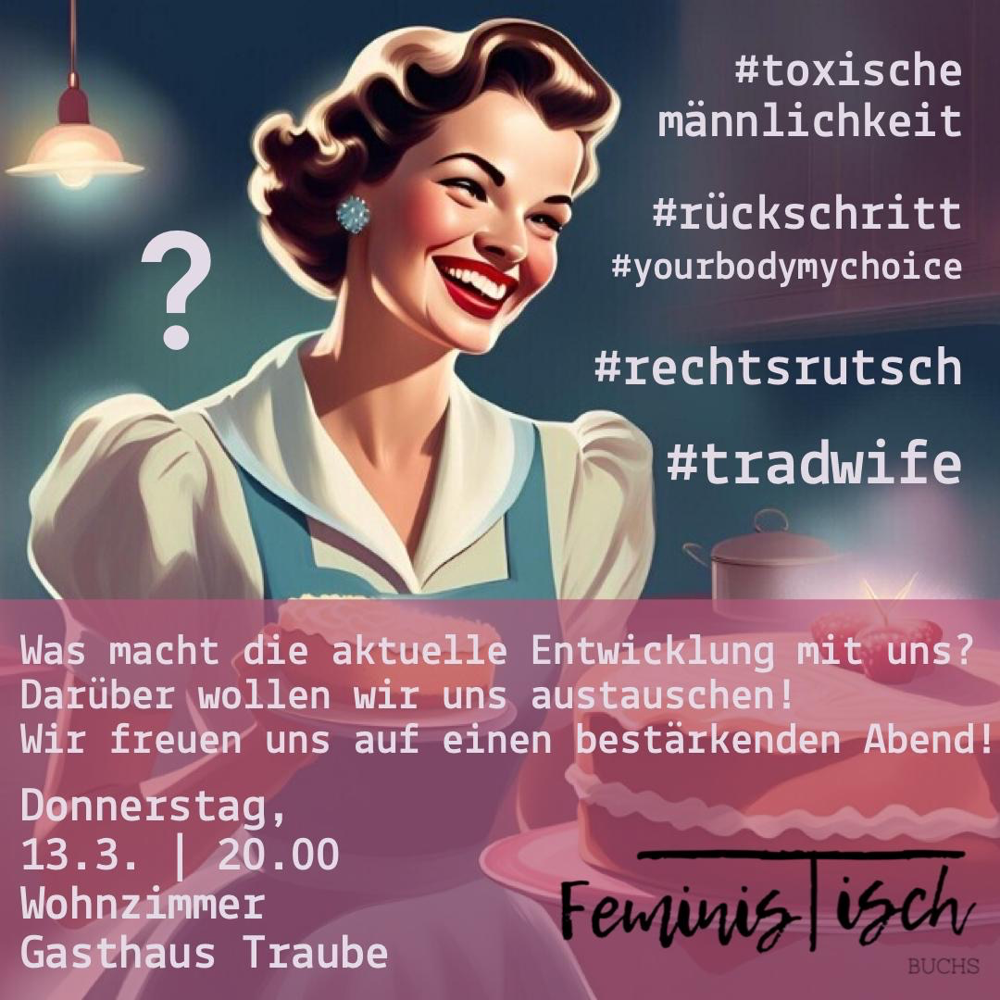 #toxische
männlichkeit
#rückschritt
#yourbodymychoice
?
#rechtsrutsch
#tradwife
Was macht die aktuelle Entwicklung mit uns?
Darüber wollen wir uns austauschen!
Wir freuen uns auf einen bestärkenden Abend!
Donnerstag,
13.3. | 20.00
Wohnzimmer
Gasthaus Traube
FeminisTisch
BUCHS